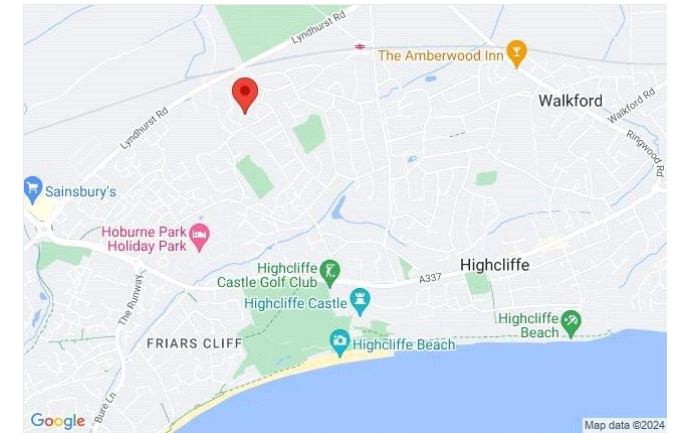 Lyndhurst Rd
The Amberwood Inn
Walkford
Walkford Rd
Lyndhurst Rd
Ringwood Rd
Sainsbury's
Hoburne Park
Holiday Park
Highcliffe
Castle Golf Club
A337
Highcliffe
The Runway
Highcliffe Castle
Highcliffe
Beach
FRIARS CLIFF
Highcliffe Beach
Bure Ln
Google
Map data ©2024